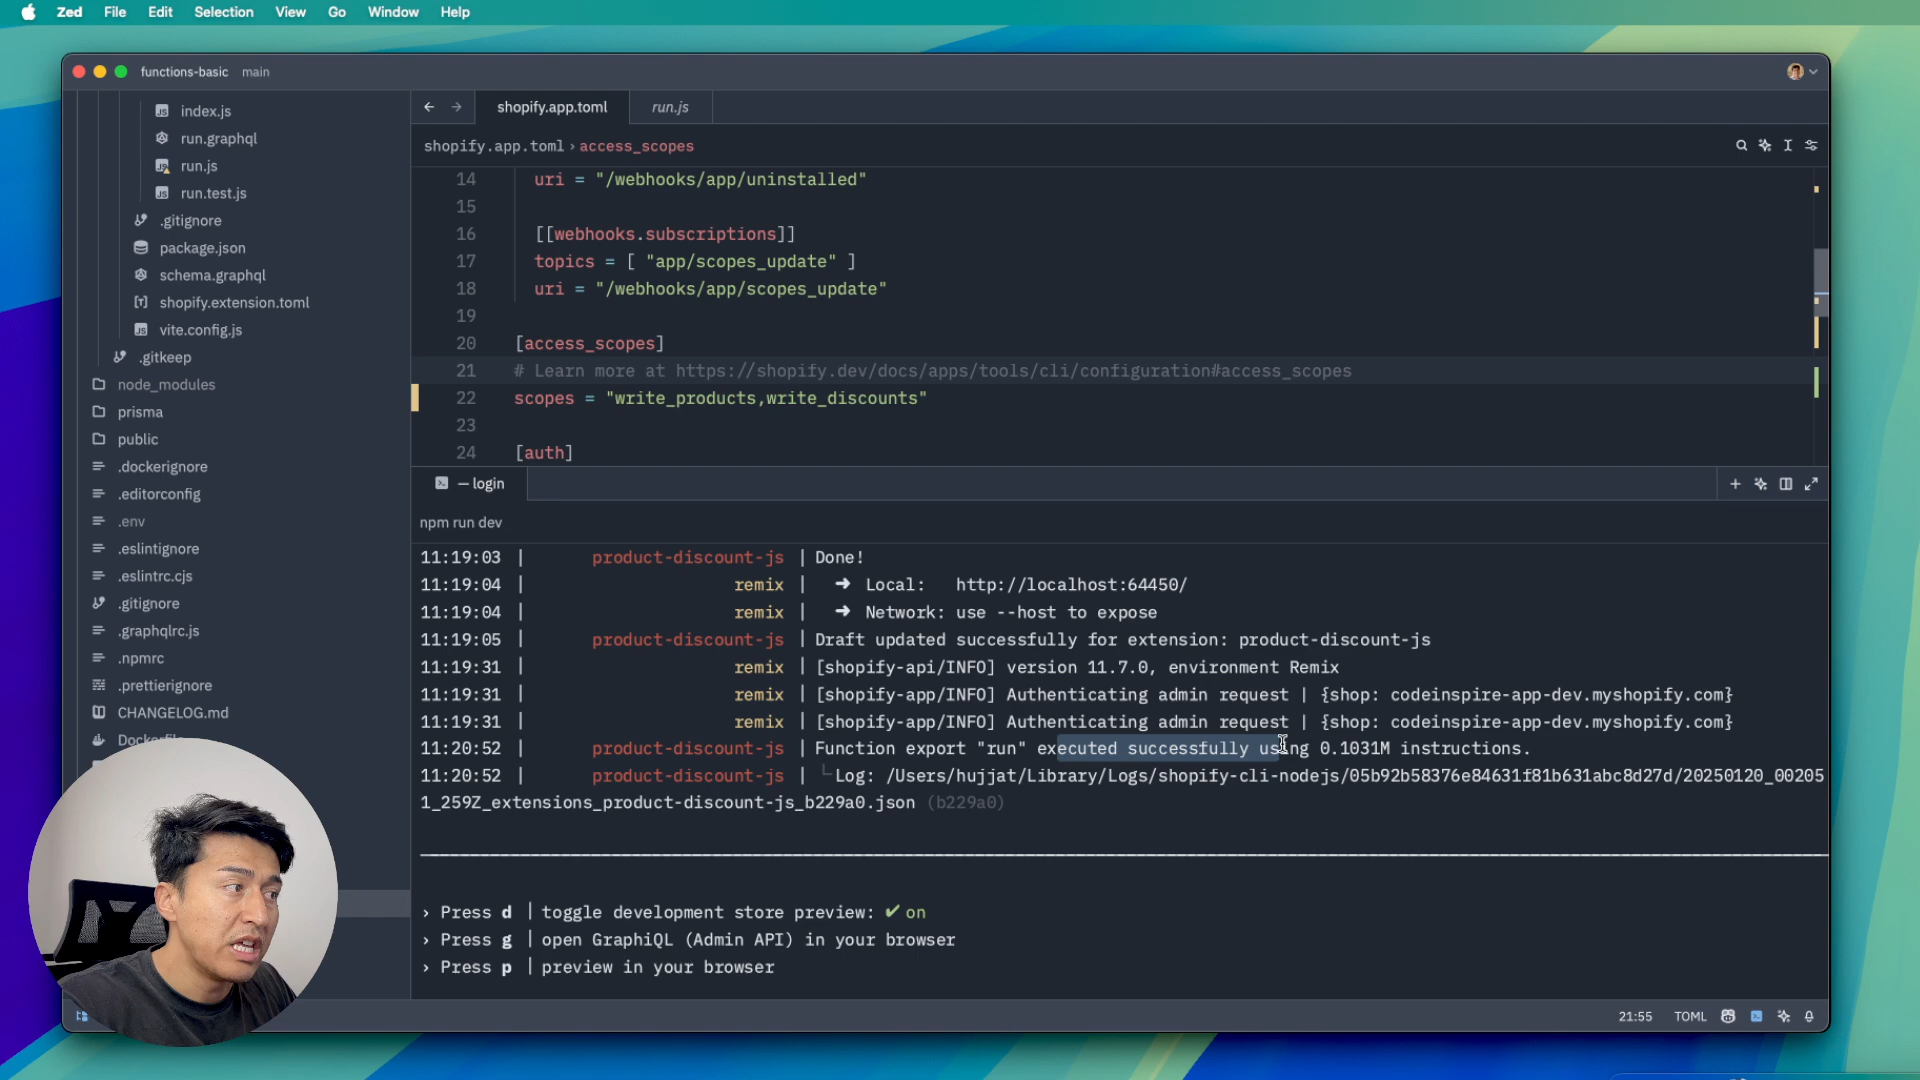 Zed File Edit Selection View Go Window Help
functions-basic main
index.js
run.graphql
run.js
run.test.js
.gitignore
package.json
schema.graphql
shopify.extension.toml
vite.config.js
.gitkeep
node_modules
prisma
public
.dockerignore
.editorconfig
.env
.eslintignore
.eslintrc.cjs
.gitignore
.graphqlrc.js
.npmrc
.prettierignore
CHANGELOG.md
shopify.app.toml run.js
shopify.app.toml › access_scopes
14 uri = "/webhooks/app/uninstalled"
15
16 [[webhooks.subscriptions]]
17 topics = [ "app/scopes_update" ]
18 uri = "/webhooks/app/scopes_update"
19
20 [access_scopes]
21 # Learn more at https://shopify.dev/docs/apps/tools/cli/configuration#access_scopes
22 scopes = "write_products,write_discounts"
23
24 [auth]
— login
npm run dev
11:19:03 | product-discount-js | Done!
11:19:04 | remix | ➜ Local: http://localhost:64450/
11:19:04 | remix | ➜ Network: use --host to expose
11:19:05 | product-discount-js | Draft updated successfully for extension: product-discount-js
11:19:31 | remix | [shopify-api/INFO] version 11.7.0, environment Remix
11:19:31 | remix | [shopify-app/INFO] Authenticating admin request | {shop: codeinspire-app-dev.myshopify.com}
11:19:31 | remix | [shopify-app/INFO] Authenticating admin request | {shop: codeinspire-app-dev.myshopify.com}
11:20:52 | product-discount-js | Function export "run" executed successfully using 0.1031M instructions.
11:20:52 | product-discount-js | └ Log: /Users/hujjat/Library/Logs/shopify-cli-nodejs/05b92b58376e84631f81b631abc8d27d/20250120_00205
1_259Z_extensions_product-discount-js_b229a0.json (b229a0)
› Press d | toggle development store preview: ✔ on
› Press g | open GraphiQL (Admin API) in your browser
› Press p | preview in your browser
21:55 TOML